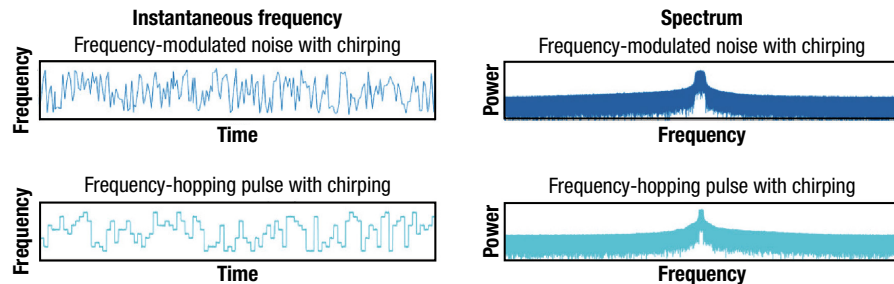 Instantaneous frequency
Frequency-modulated noise with chirping
Frequency
Time
Frequency-hopping pulse with chirping
Frequency
Time
Spectrum
Frequency-modulated noise with chirping
Power
Frequency
Frequency-hopping pulse with chirping
Power
Frequency